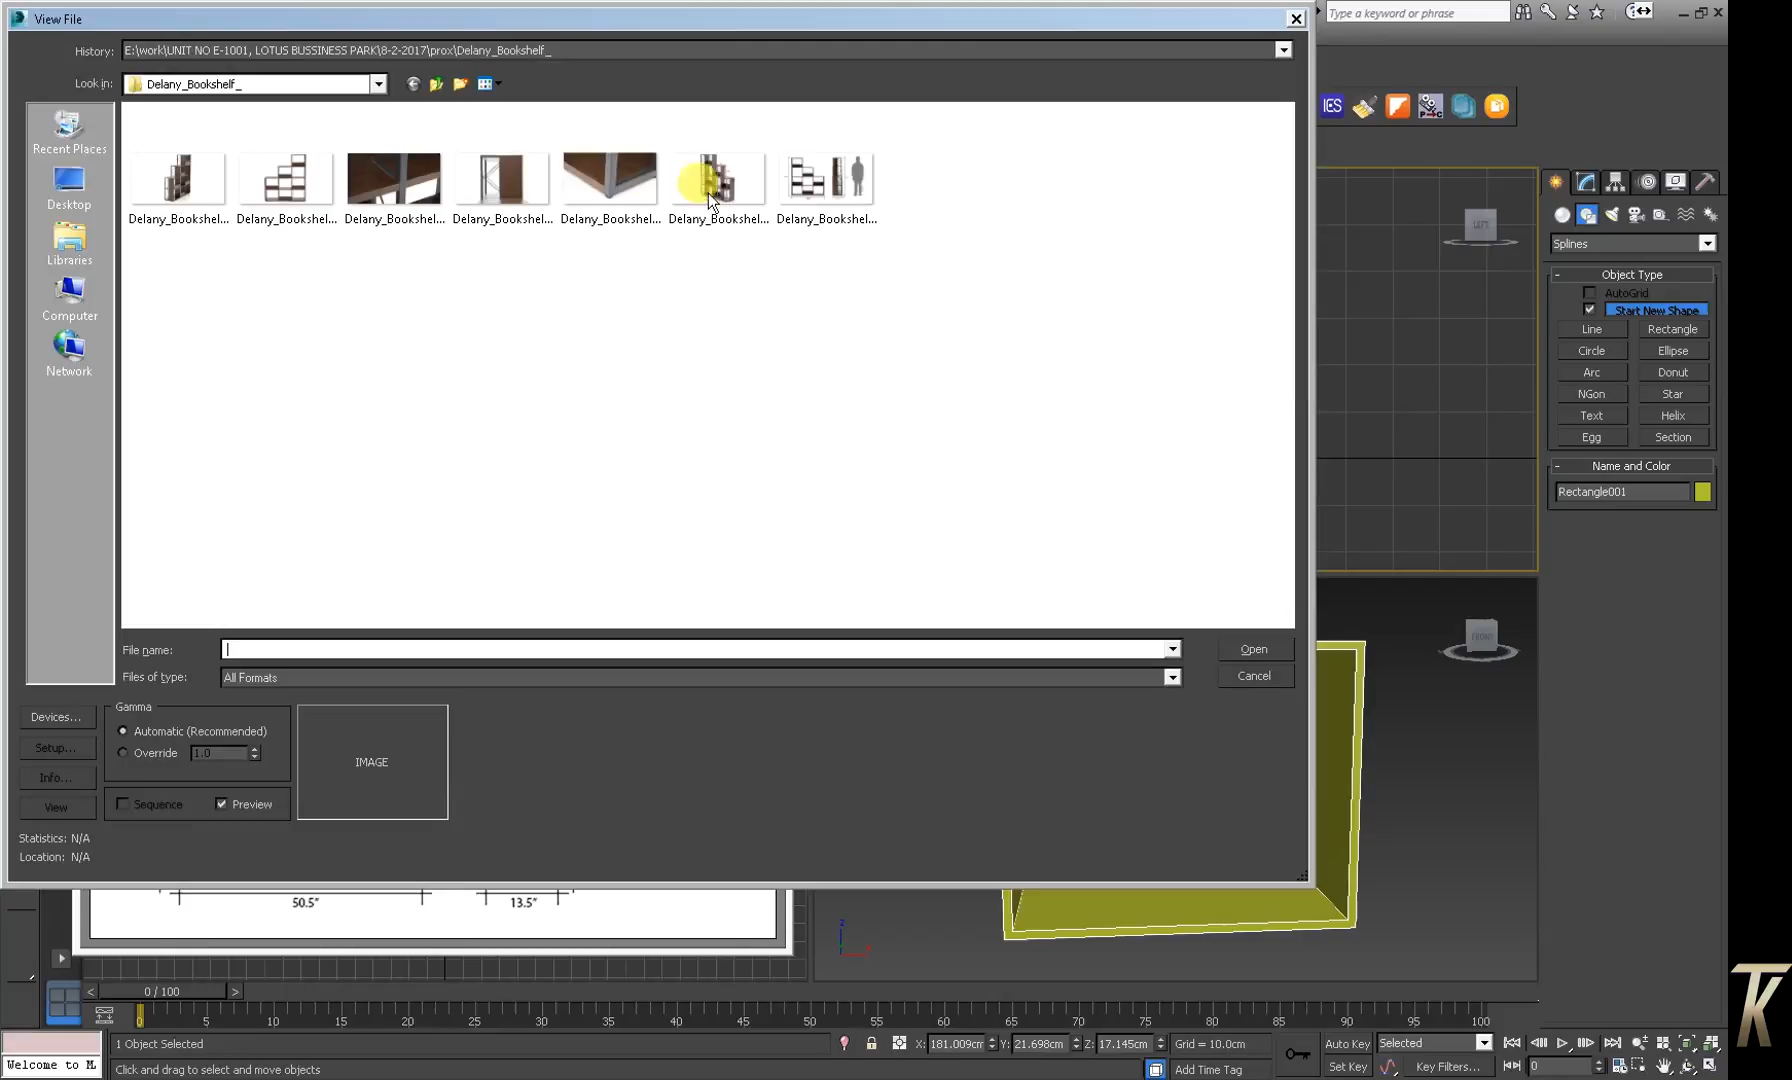 View File
Type a keyword or phrase
History: E:\work\UNIT NO E-1001, LOTUS BUSSINESS PARK\8-2-2017\prox\Delany_Bookshelf_
Look in: Delany_Bookshelf_
Recent Places
Desktop
Libraries
Computer
Network
Delany_Bookshel... Delany_Bookshel... Delany_Bookshel... Delany_Bookshel... Delany_Bookshel... Delany_Bookshel... Delany_Bookshel...
IES
LEFT
Splines
Object Type
AutoGrid
Start New Shape
Line Rectangle
Circle Ellipse
Arc Donut
NGon Star
Text Helix
Egg Section
Name and Color
Rectangle001
File name: Open
Files of type: All Formats Cancel
FRONT
Devices...
Setup...
Info...
View
Gamma
Automatic (Recommended)
Override 1.0
Sequence Preview
IMAGE
Statistics: N/A
Location: N/A
50.5" 13.5"
z
x
0 / 100
0 5 10 15 20 25 30 35 40 45 50 55 60 65 70 75 80 85 90 95 100
1 Object Selected X: 181.009cm Y: 21.698cm Z: 17.145cm Grid = 10.0cm Auto Key Selected
Welcome to M Click and drag to select and move objects Add Time Tag Set Key Key Filters... 0
TK